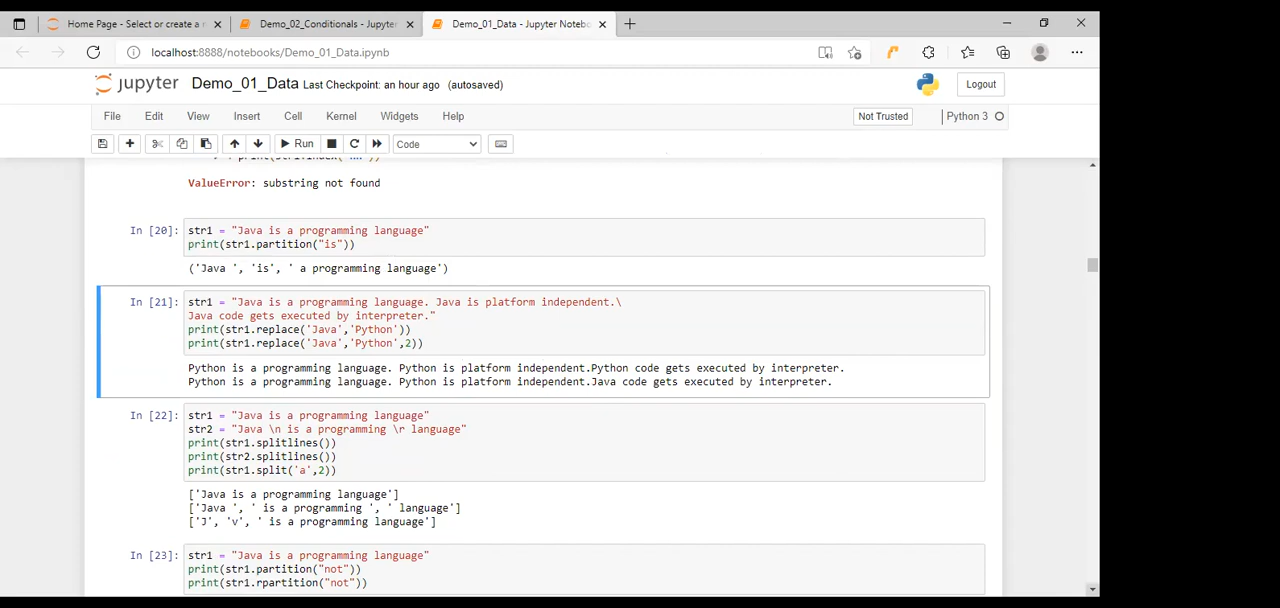 Home Page - Select or create a n
Demo_02_Conditionals - Jupyter
Demo_01_Data - Jupyter Notebo
localhost:8888/notebooks/Demo_01_Data.ipynb
jupyter Demo_01_Data Last Checkpoint: an hour ago (autosaved)
Logout
File Edit View Insert Cell Kernel Widgets Help
Not Trusted
Python 3
Run
Code
ValueError: substring not found
In [20]: str1 = "Java is a programming language"
print(str1.partition("is"))
('Java ', 'is', ' a programming language')
In [21]: str1 = "Java is a programming language. Java is platform independent.\
Java code gets executed by interpreter."
print(str1.replace('Java','Python'))
print(str1.replace('Java','Python',2))
Python is a programming language. Python is platform independent.Python code gets executed by interpreter.
Python is a programming language. Python is platform independent.Java code gets executed by interpreter.
In [22]: str1 = "Java is a programming language"
str2 = "Java \n is a programming \r language"
print(str1.splitlines())
print(str2.splitlines())
print(str1.split('a',2))
['Java is a programming language']
['Java ', ' is a programming ', ' language']
['J', 'v', ' is a programming language']
In [23]: str1 = "Java is a programming language"
print(str1.partition("not"))
print(str1.rpartition("not"))